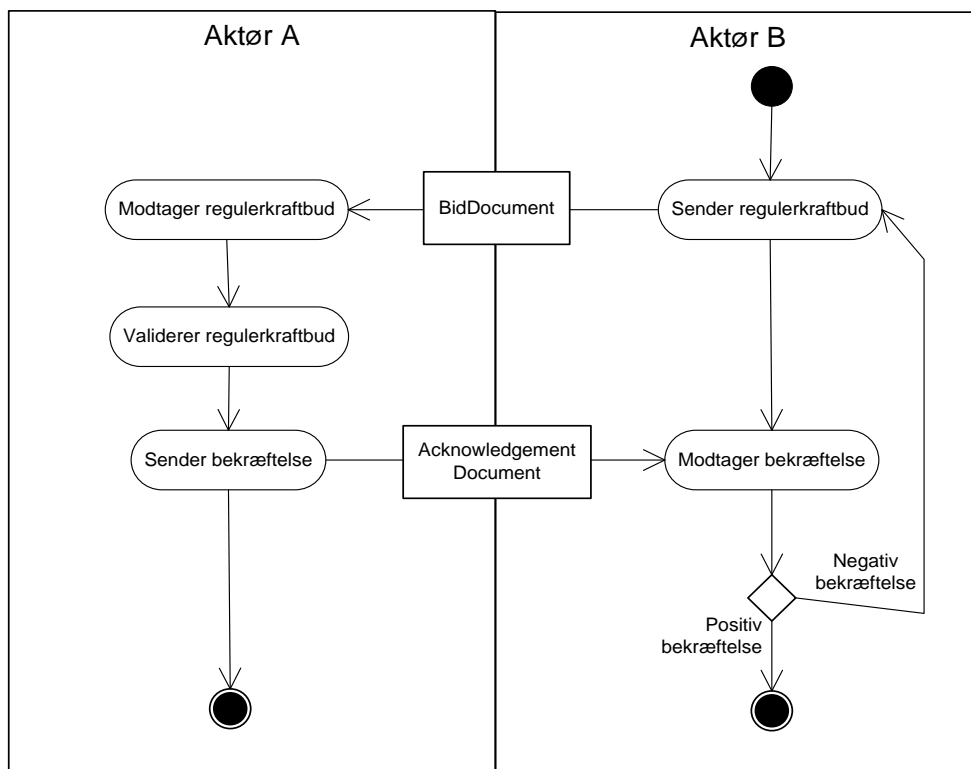 Aktør A
Aktør B
Modtager regulerkraftbud
BidDocument
Sender regulerkraftbud
Validerer regulerkraftbud
Sender bekræftelse
Acknowledgement
Document
Modtager bekræftelse
Negativ
bekræftelse
Positiv
bekræftelse